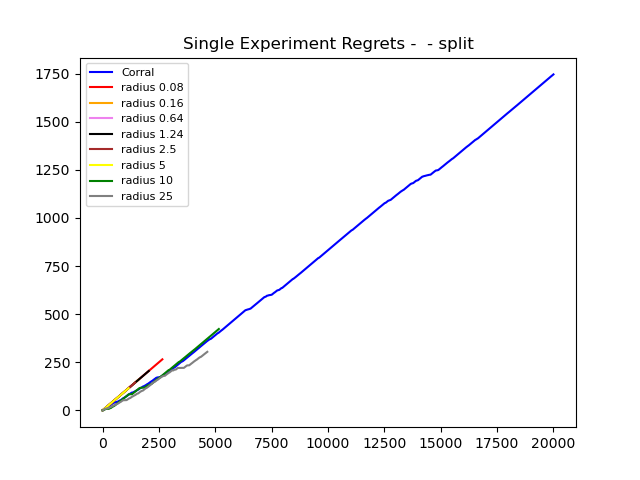 Single Experiment Regrets -  - split
1750
1500
1250
1000
750
500
250
0
Corral
radius 0.08
radius 0.16
radius 0.64
radius 1.24
radius 2.5
radius 5
radius 10
radius 25
0 2500 5000 7500 10000 12500 15000 17500 20000